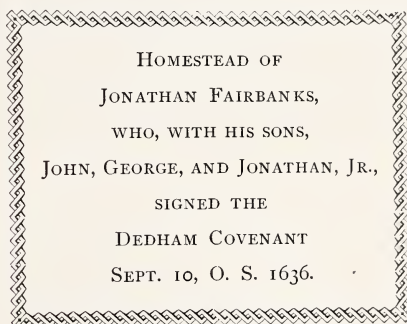 Homestead of
Jonathan Fairbanks,
who, with his sons,
John, George, and Jonathan, Jr.,
signed the
Dedham Covenant
Sept. 10, O. S. 1636.